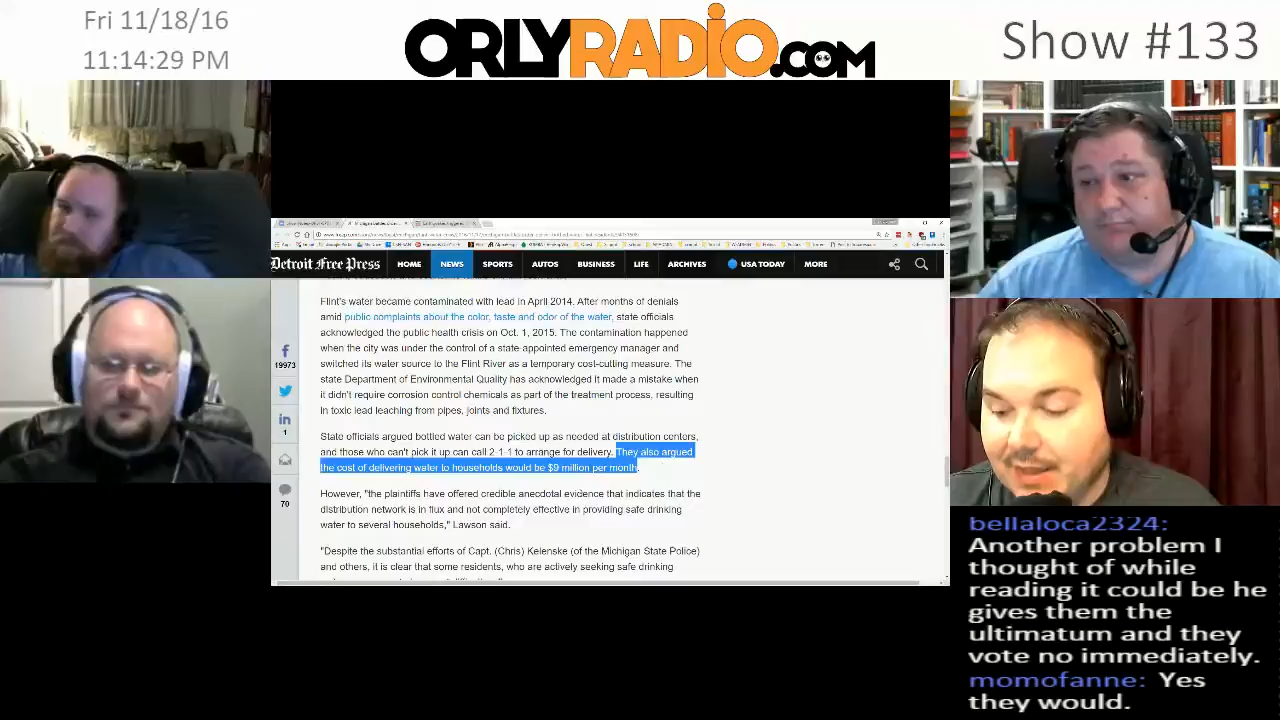 Fri 11/18/16
11:14:29 PM
ORLYRADIO.COM
Show #133
Detroit Free Press
HOME
NEWS
SPORTS
AUTOS
BUSINESS
LIFE
ARCHIVES
USA TODAY
MORE
Flint's water became contaminated with lead in April 2014. After months of denials
amid public complaints about the color, taste and odor of the water, state officials
acknowledged the public health crisis on Oct. 1, 2015. The contamination happened
when the city was under the control of a state appointed emergency manager and
switched its water source to the Flint River as a temporary cost-cutting measure. The
state Department of Environmental Quality has acknowledged it made a mistake when
it didn't require corrosion control chemicals as part of the treatment process, resulting
in toxic lead leaching from pipes, joints and fixtures.
19973
1
70
State officials argued bottled water can be picked up as needed at distribution centers,
and those who can't pick it up can call 2-1-1 to arrange for delivery. They also argued
the cost of delivering water to households would be $9 million per month.
However, "the plaintiffs have offered credible anecdotal evidence that indicates that the
distribution network is in flux and not completely effective in providing safe drinking
water to several households," Lawson said.
"Despite the substantial efforts of Capt. (Chris) Kelenske (of the Michigan State Police)
and others, it is clear that some residents, who are actively seeking safe drinking
bellaloca2324:
Another problem I
thought of while
reading it could be he
gives them the
ultimatum and they
vote no immediately.
momofanne: Yes
they would.